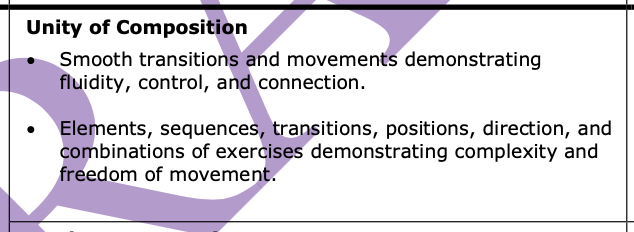 Unity of Composition
• Smooth transitions and movements demonstrating
fluidity, control, and connection.
• Elements, sequences, transitions, positions, direction, and
combinations of exercises demonstrating complexity and
freedom of movement.